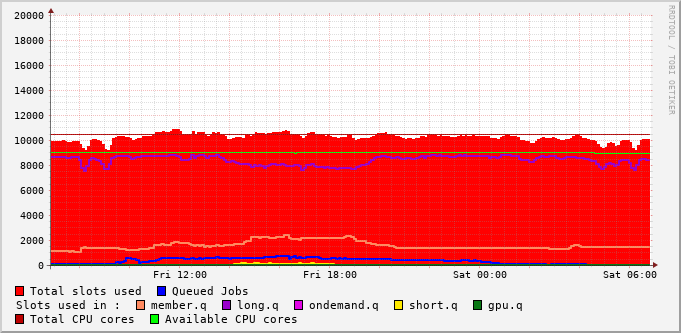 RRDTOOL / TOBI OETIKER
20000
18000
16000
14000
12000
10000
8000
6000
4000
2000
0
Fri 12:00 Fri 18:00 Sat 00:00 Sat 06:00
Total slots used Queued Jobs
Slots used in : member.q long.q ondemand.q short.q gpu.q
Total CPU cores Available CPU cores